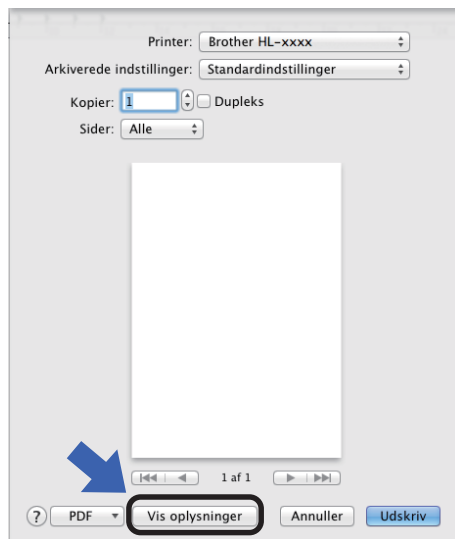 Printer: Brother HL-xxxx
Arkiverede indstillinger: Standardindstillinger
Kopier: 1 Dupleks
Sider: Alle
1 af 1
? PDF Vis oplysninger Annuller Udskriv